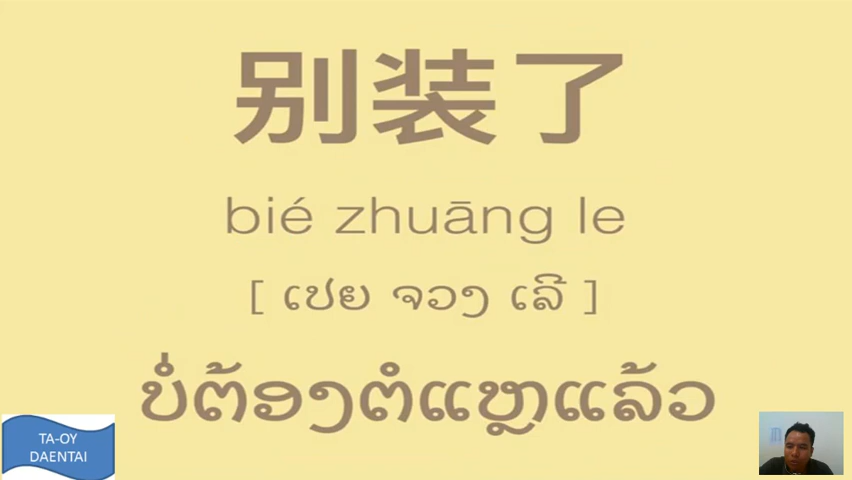 别装了
bié zhuāng le
[ ເປຍ ຈວງ ເລີ ]
ບໍ່ຕ້ອງຕໍແຫຼແລ້ວ
TA-OY
DAENTAI